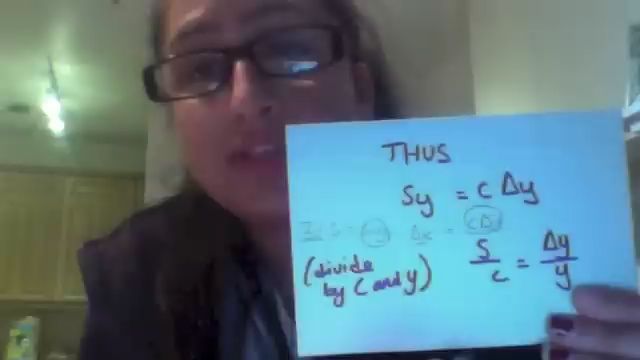 THUS
Sy = c Δy
(divide by c and y)
S/c = Δy/y